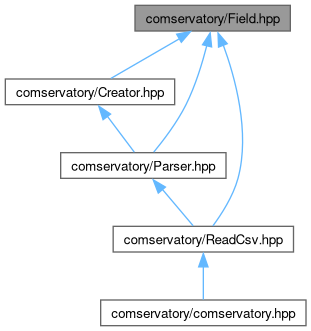 comservatory/Field.hpp
comservatory/Creator.hpp
comservatory/Parser.hpp
comservatory/ReadCsv.hpp
comservatory/comservatory.hpp